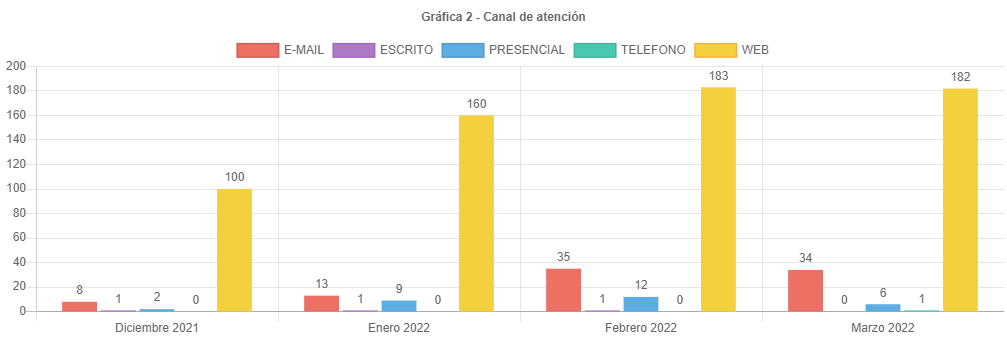 Gráfica 2 - Canal de atención
E-MAIL ESCRITO PRESENCIAL TELEFONO WEB
200
180
160
140
120
100
80
60
40
20
0
8 1 2 0 100
13 1 9 0 160
35 1 12 0 183
34 0 6 1 182
Diciembre 2021 Enero 2022 Febrero 2022 Marzo 2022